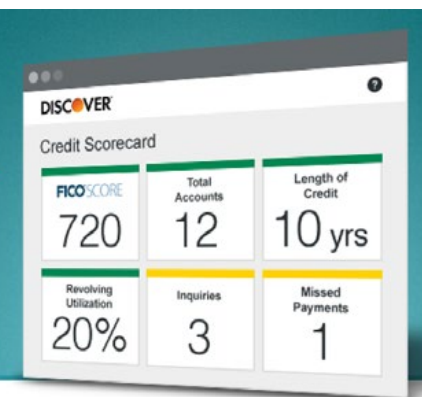 ?
DISCOVER
Credit Scorecard
FICO SCORE
720
Total
Accounts
12
Length of
Credit
10 yrs
Revolving
Utilization
20%
Inquiries
3
Missed
Payments
1